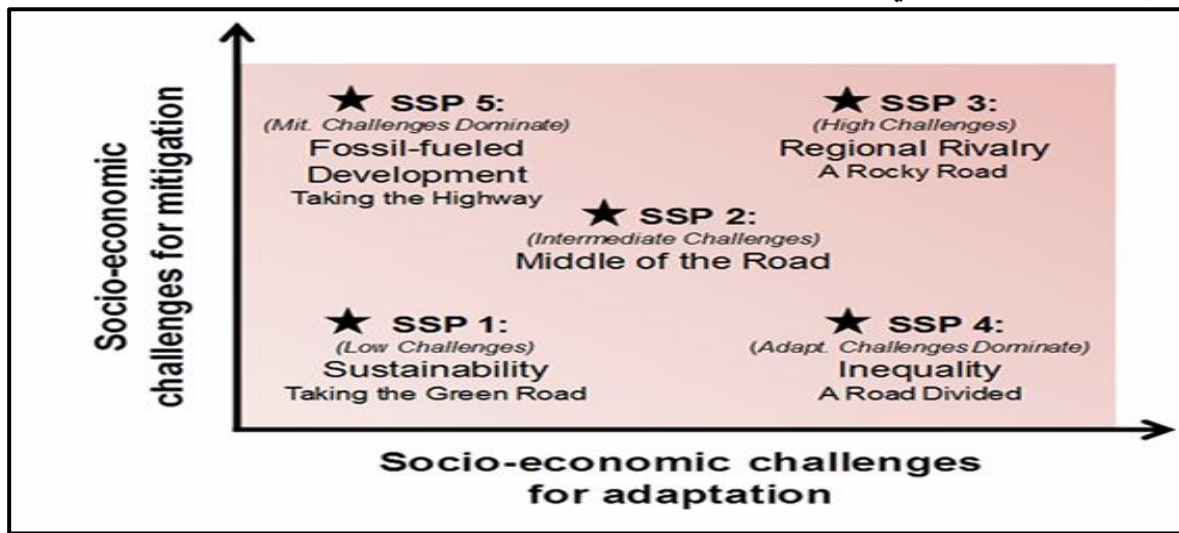 Socio-economic
challenges for mitigation
SSP 5:
(Mit. Challenges Dominate)
Fossil-fueled
Development
Taking the Highway
SSP 3:
(High Challenges)
Regional Rivalry
A Rocky Road
SSP 2:
(Intermediate Challenges)
Middle of the Road
SSP 1:
(Low Challenges)
Sustainability
Taking the Green Road
SSP 4:
(Adapt. Challenges Dominate)
Inequality
A Road Divided
Socio-economic challenges
for adaptation